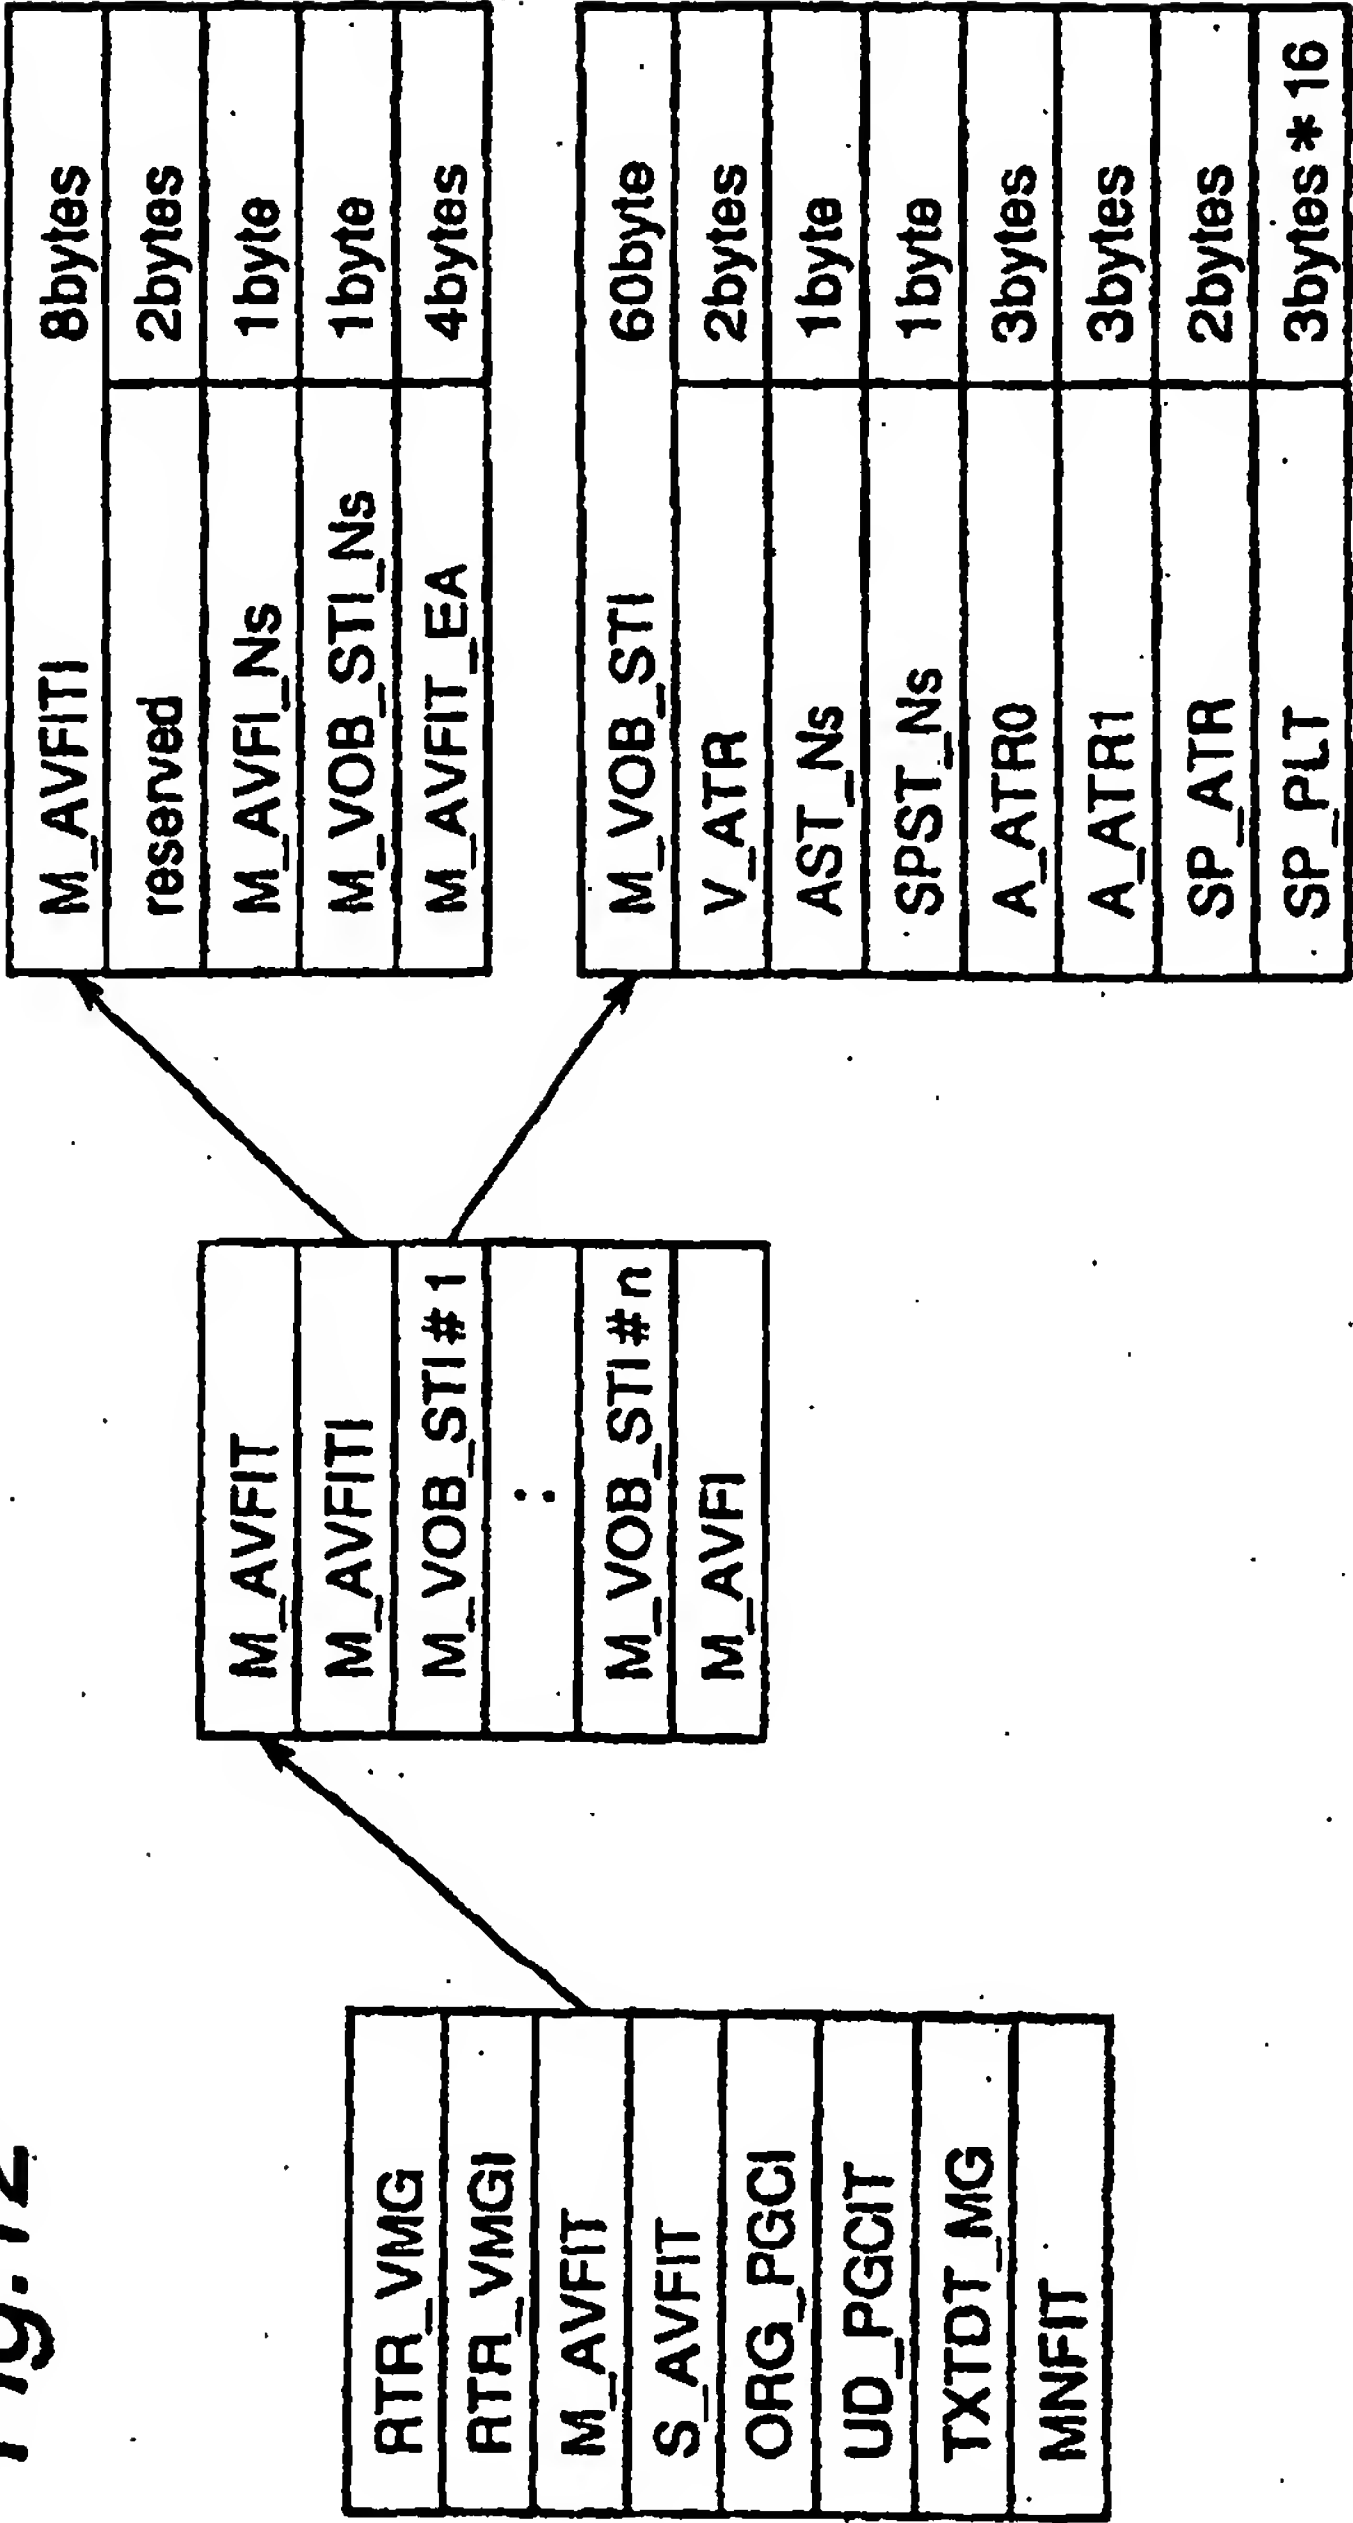 Fig.12
RTR_VMG
RTR_VMGI
M_AVFIT
S_AVFIT
ORG_PGCI
UD_PGCIT
TXTDT_MG
MNFIT
M_AVFIT
M_AVFITI
M_VOB_STI#1
:
M_VOB_STI#n
M_AVFI
M_AVFITI 8bytes
reserved 2bytes
M_AVFI_Ns 1byte
M_VOB_STI_Ns 1byte
M_AVFIT_EA 4bytes
M_VOB_STI 60byte
V_ATR 2bytes
AST_Ns 1byte
SPST_Ns 1byte
A_ATR0 3bytes
A_ATR1 3bytes
SP_ATR 2bytes
SP_PLT 3bytes*16